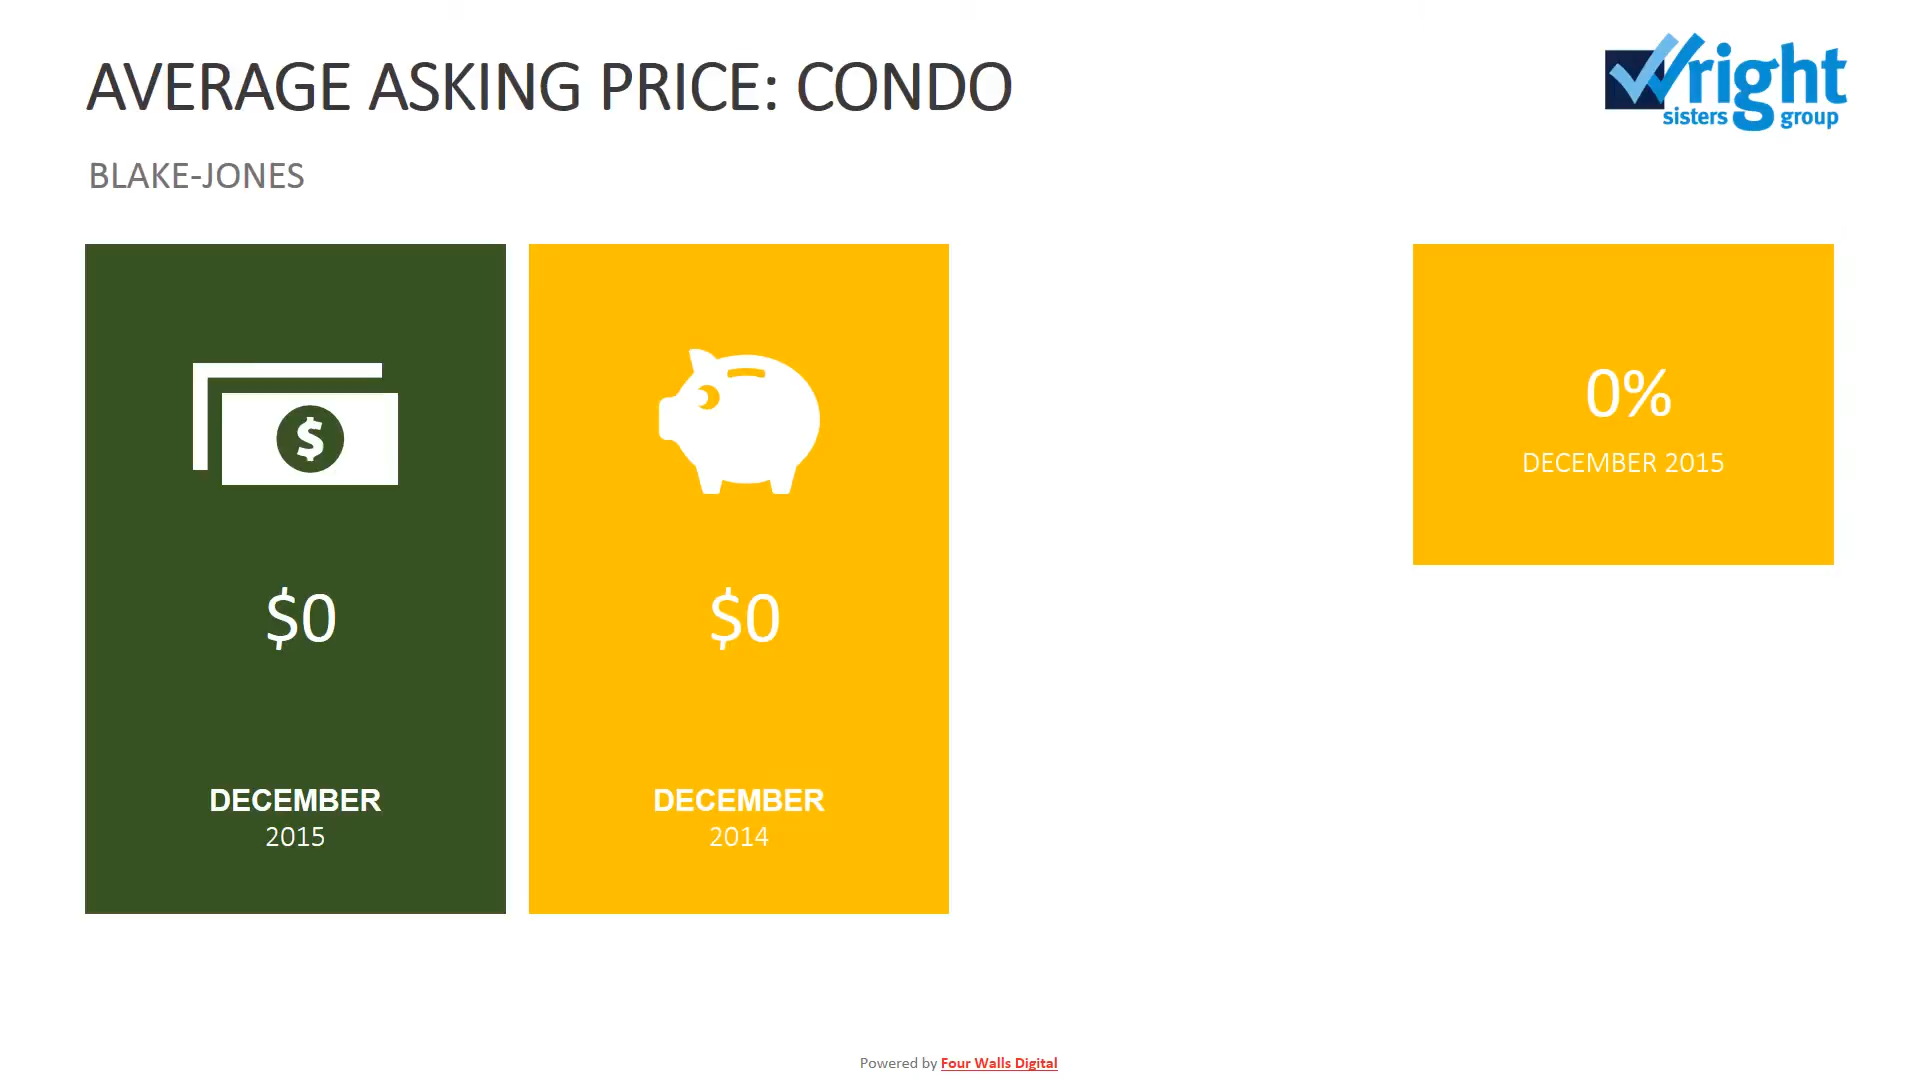 AVERAGE ASKING PRICE: CONDO
Wright
sisters group
BLAKE-JONES
$
$0
DECEMBER
2015
$0
DECEMBER
2014
0%
DECEMBER 2015
Powered by Four Walls Digital